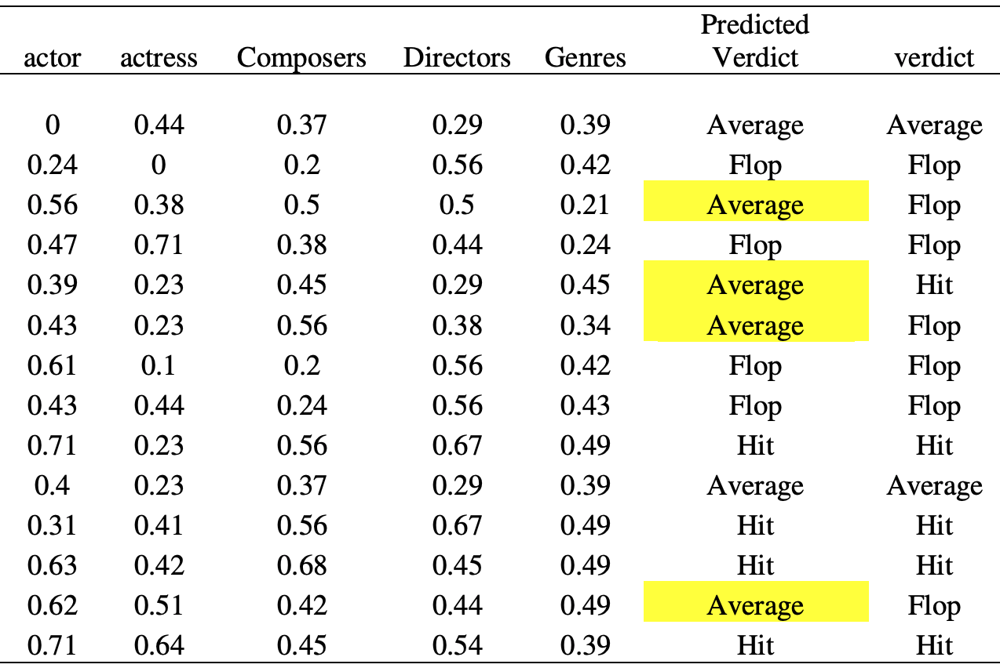 Predicted
actor actress Composers Directors Genres Verdict verdict
0 0.44 0.37 0.29 0.39 Average Average
0.24 0 0.2 0.56 0.42 Flop Flop
0.56 0.38 0.5 0.5 0.21 Average Flop
0.47 0.71 0.38 0.44 0.24 Flop Flop
0.39 0.23 0.45 0.29 0.45 Average Hit
0.43 0.23 0.56 0.38 0.34 Average Flop
0.61 0.1 0.2 0.56 0.42 Flop Flop
0.43 0.44 0.24 0.56 0.43 Flop Flop
0.71 0.23 0.56 0.67 0.49 Hit Hit
0.4 0.23 0.37 0.29 0.39 Average Average
0.31 0.41 0.56 0.67 0.49 Hit Hit
0.63 0.42 0.68 0.45 0.49 Hit Hit
0.62 0.51 0.42 0.44 0.49 Average Flop
0.71 0.64 0.45 0.54 0.39 Hit Hit